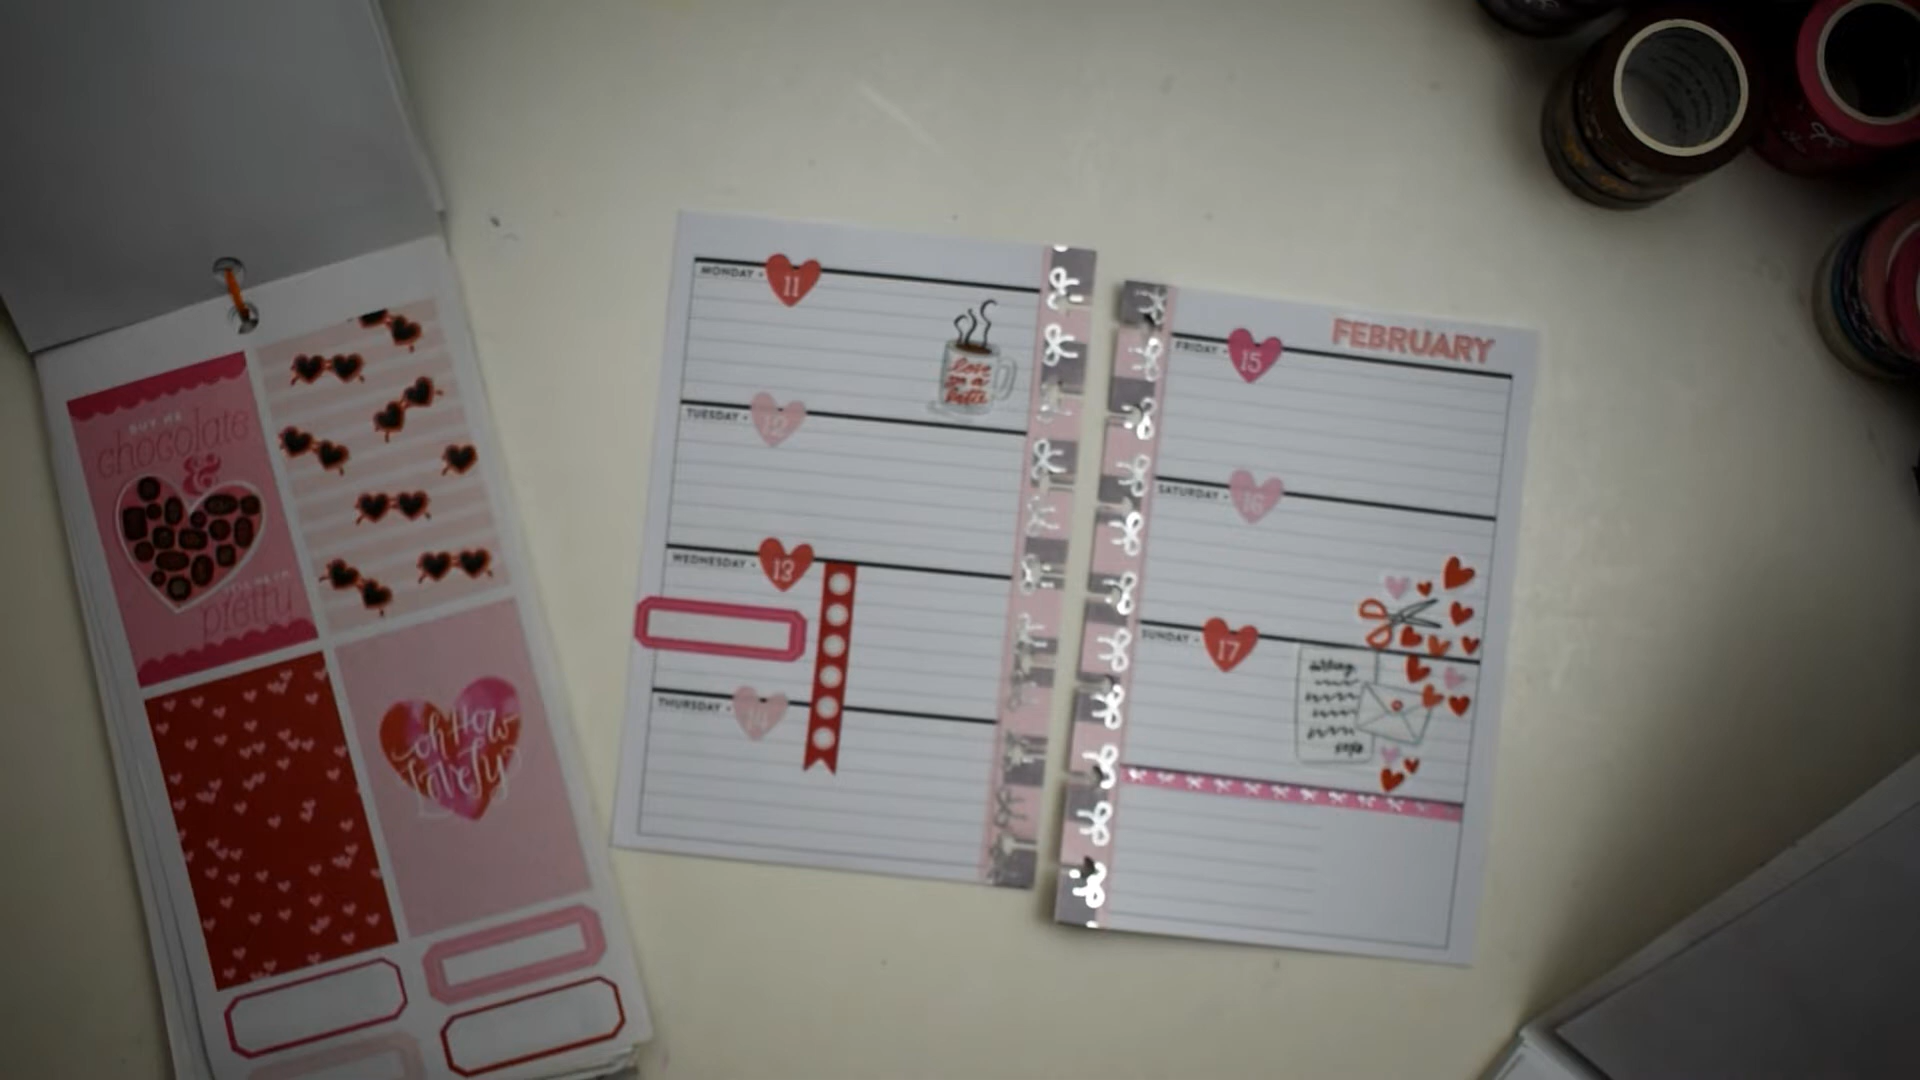 BUY ME
chocolate
&
pretty
oh How
lovely
MONDAY • 11
love
on a
latte
TUESDAY • 12
WEDNESDAY • 13
THURSDAY • 14
FEBRUARY
FRIDAY • 15
SATURDAY • 16
SUNDAY • 17